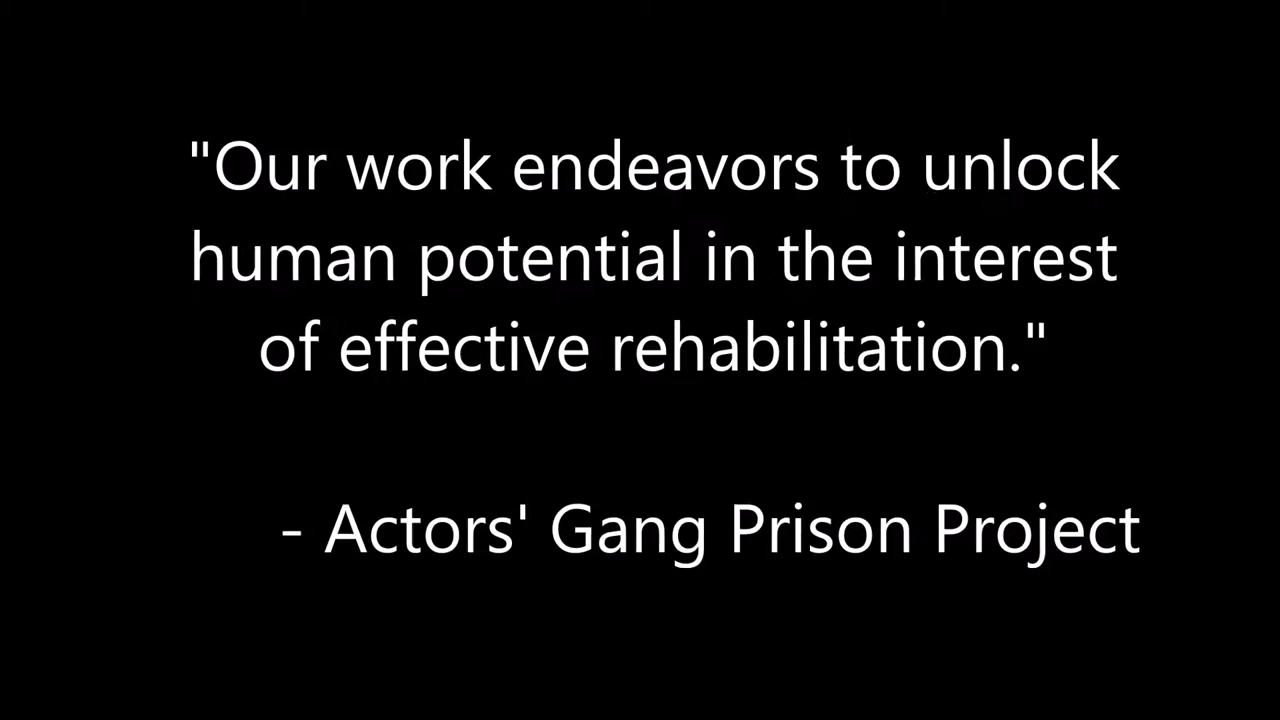 "Our work endeavors to unlock
human potential in the interest
of effective rehabilitation."
- Actors' Gang Prison Project